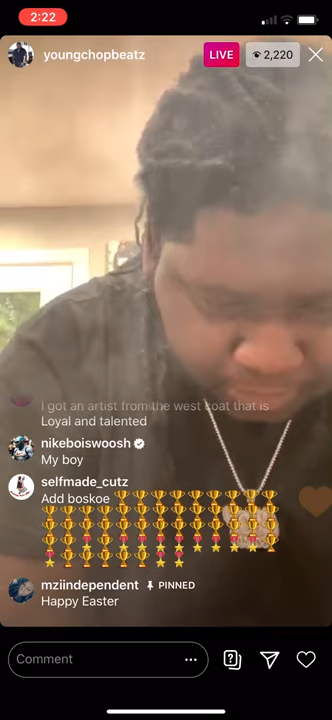 2:22
youngchopbeatz
LIVE
2,220
I got an artist from the west coat that is
Loyal and talented
nikeboiswoosh
My boy
selfmade_cutz
Add boskoe
mziindependent PINNED
Happy Easter
Comment